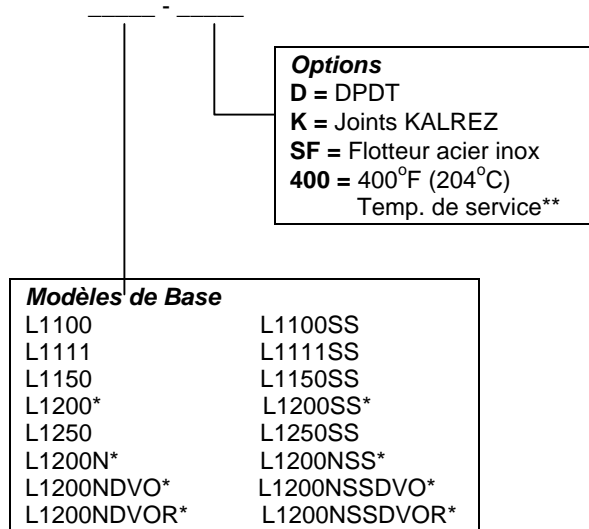 _____ - _____
Options
D = DPDT
K = Joints KALREZ
SF = Flotteur acier inox
400 = 400°F (204°C)
Temp. de service**
Modèles de Base
L1100 L1100SS
L1111 L1111SS
L1150 L1150SS
L1200* L1200SS*
L1250 L1250SS
L1200N* L1200NSS*
L1200NDVO* L1200NSSDVO*
L1200NDVOR* L1200NSSDVOR*